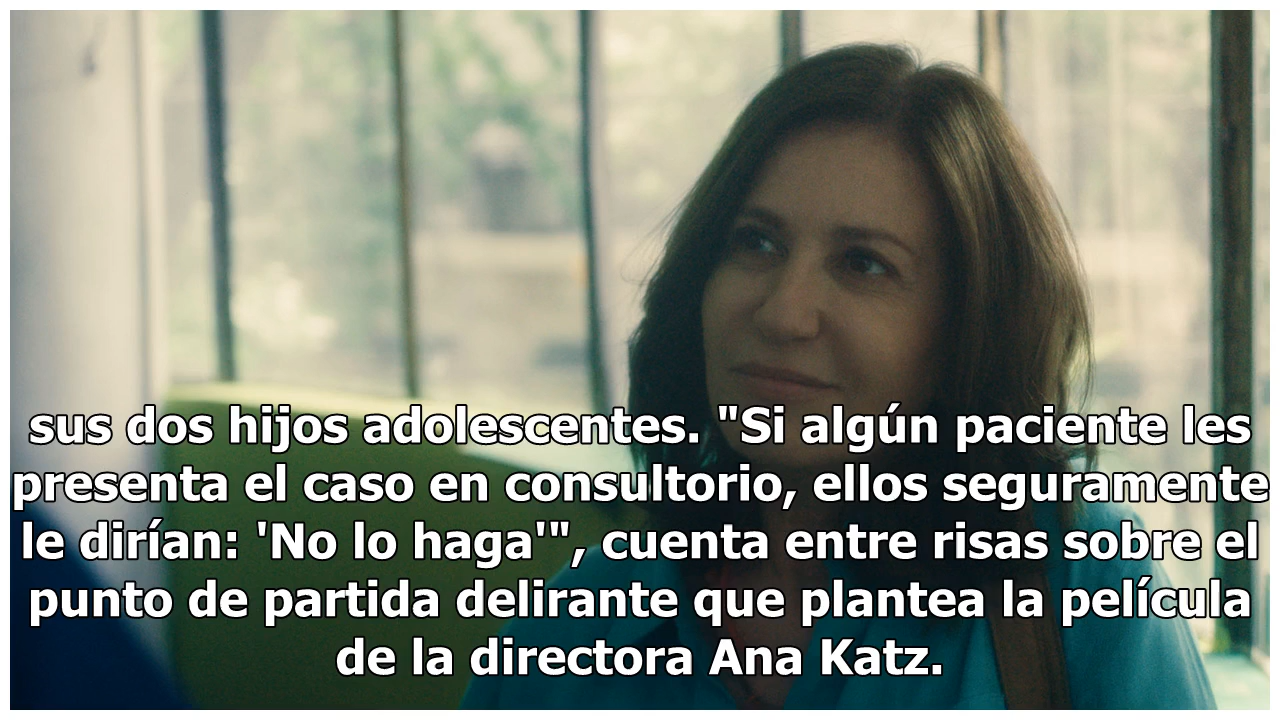 sus dos hijos adolescentes. "Si algún paciente les
presenta el caso en consultorio, ellos seguramente
le dirían: 'No lo haga'", cuenta entre risas sobre el
punto de partida delirante que plantea la película
de la directora Ana Katz.